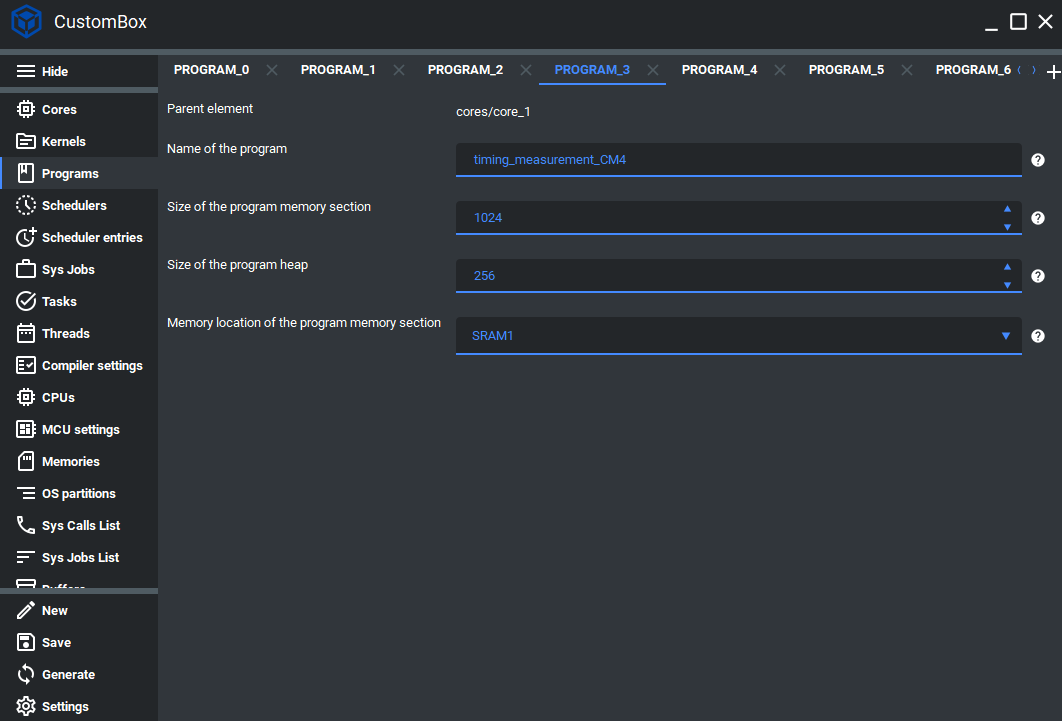 CustomBox
Hide
PROGRAM_0 PROGRAM_1 PROGRAM_2 PROGRAM_3 PROGRAM_4 PROGRAM_5 PROGRAM_6
Cores
Kernels
Programs
Schedulers
Scheduler entries
Sys Jobs
Tasks
Threads
Compiler settings
CPUs
MCU settings
Memories
OS partitions
Sys Calls List
Sys Jobs List
Buffers
New
Save
Generate
Settings
Parent element cores/core_1
Name of the program timing_measurement_CM4
Size of the program memory section 1024
Size of the program heap 256
Memory location of the program memory section SRAM1